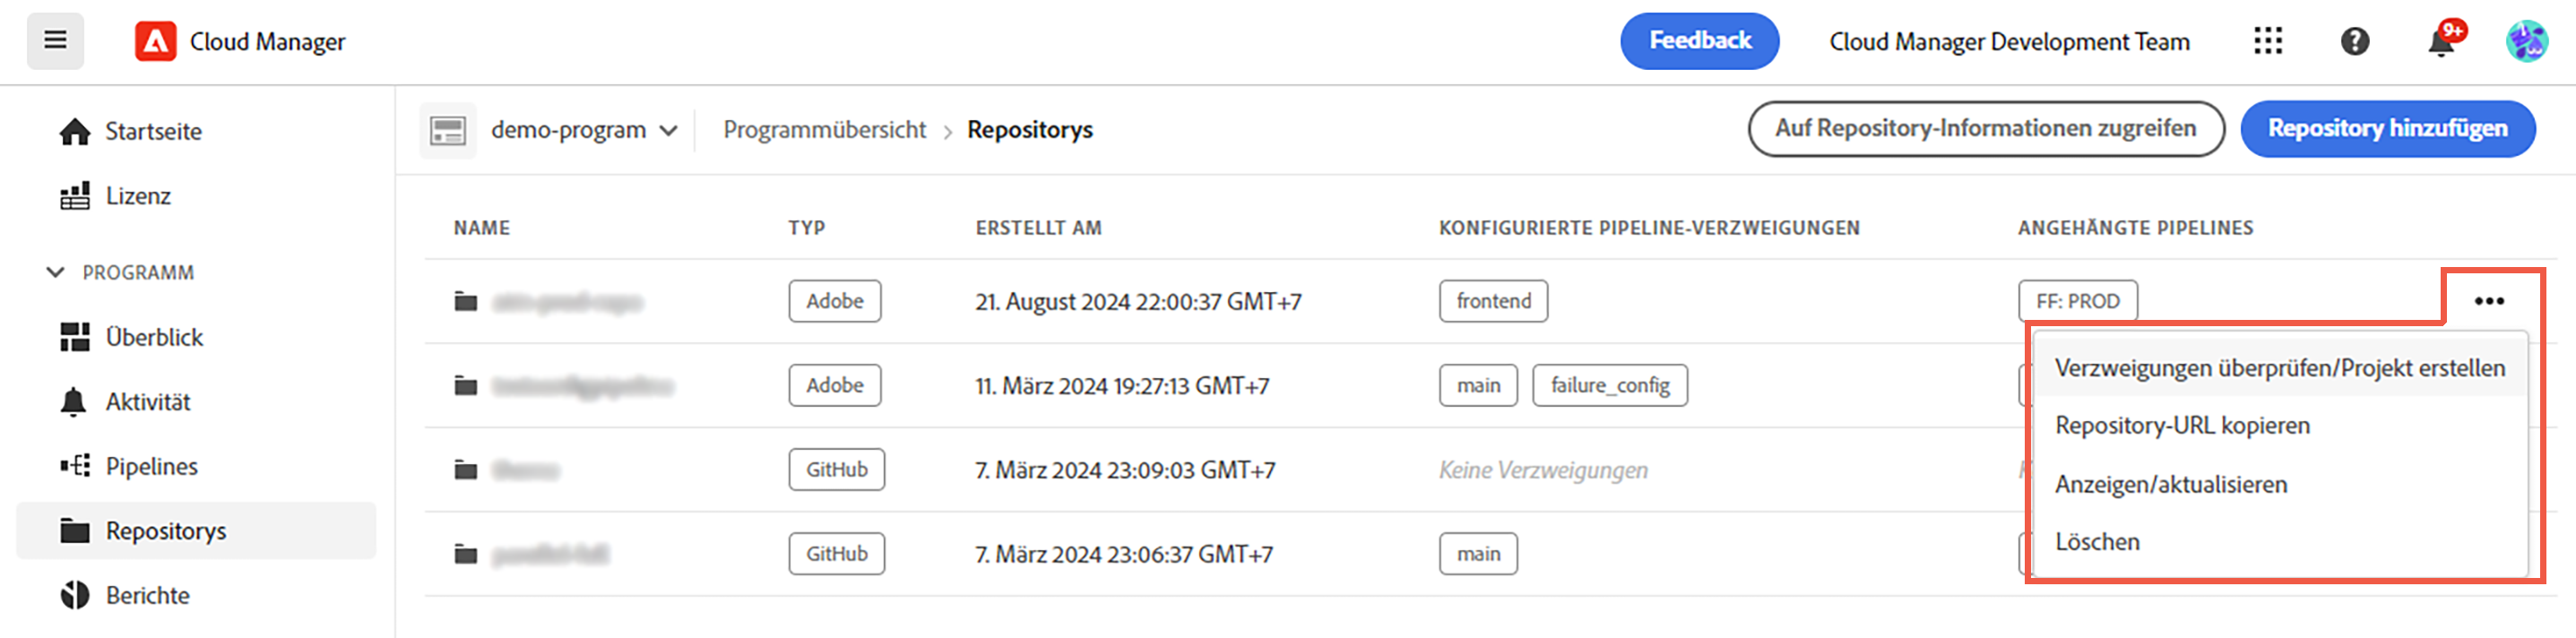 Cloud Manager
Feedback
Cloud Manager Development Team
9+
Startseite
Lizenz
PROGRAMM
Überblick
Aktivität
Pipelines
Repositorys
Berichte
demo-program
Programmübersicht > Repositorys
Auf Repository-Informationen zugreifen
Repository hinzufügen
NAME TYP ERSTELLT AM KONFIGURIERTE PIPELINE-VERZWEIGUNGEN ANGEHÄNGTE PIPELINES
Adobe 21. August 2024 22:00:37 GMT+7 frontend FF: PROD
Adobe 11. März 2024 19:27:13 GMT+7 main failure_config
GitHub 7. März 2024 23:09:03 GMT+7 Keine Verzweigungen
GitHub 7. März 2024 23:06:37 GMT+7 main
Verzweigungen überprüfen/Projekt erstellen
Repository-URL kopieren
Anzeigen/aktualisieren
Löschen